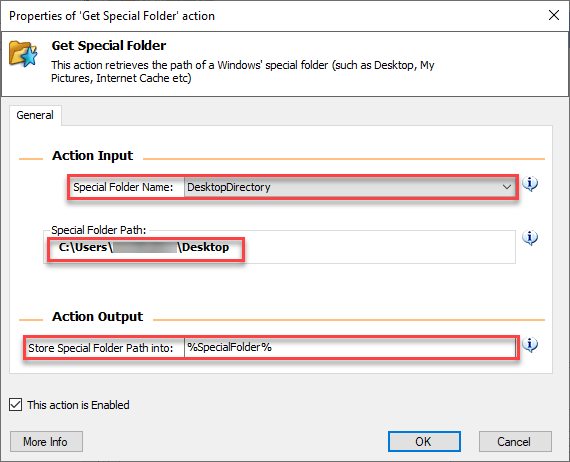 Properties of 'Get Special Folder' action
Get Special Folder
This action retrieves the path of a Windows' special folder (such as Desktop, My
Pictures, Internet Cache etc)
General
Action Input
Special Folder Name: DesktopDirectory
Special Folder Path:
C:\Users\ \Desktop
Action Output
Store Special Folder Path into: %SpecialFolder%
This action is Enabled
More Info OK Cancel